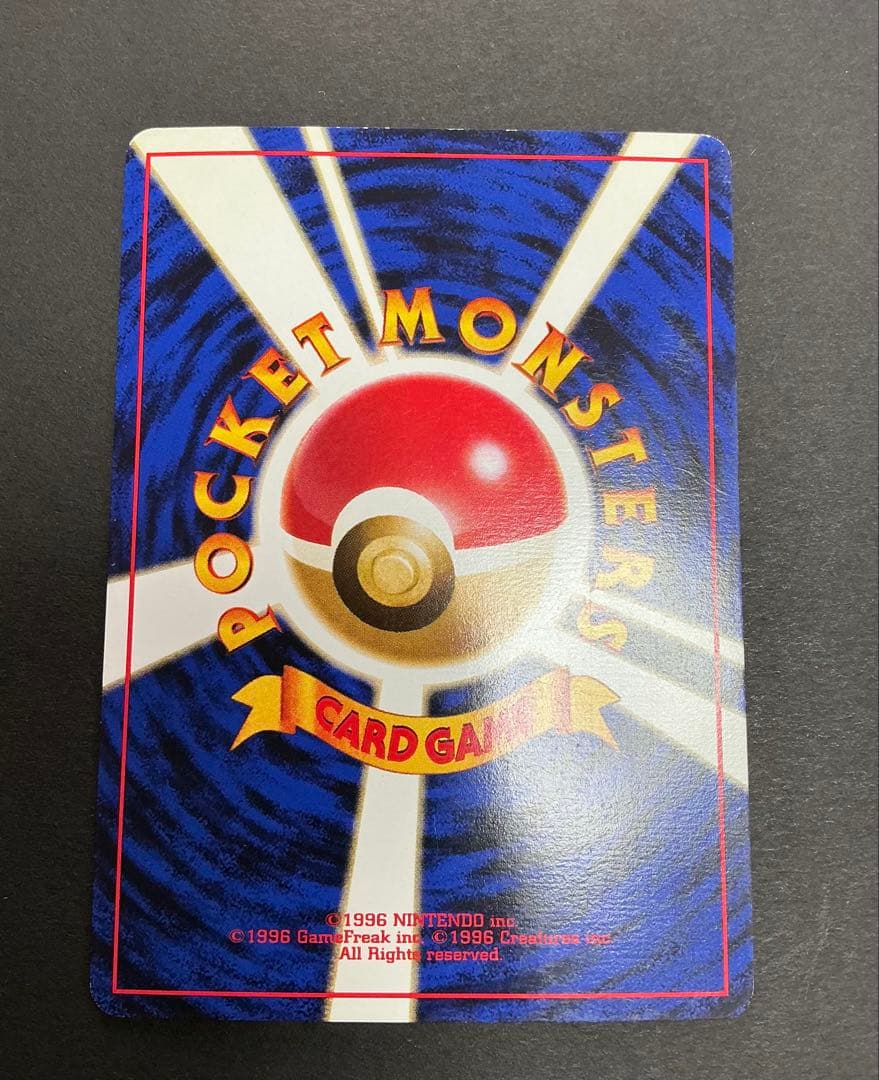 POCKET MONSTERS
CARD GAME
©1996 NINTENDO inc.
©1996 GameFreak inc. ©1996 Creatures inc.
All Rights reserved.